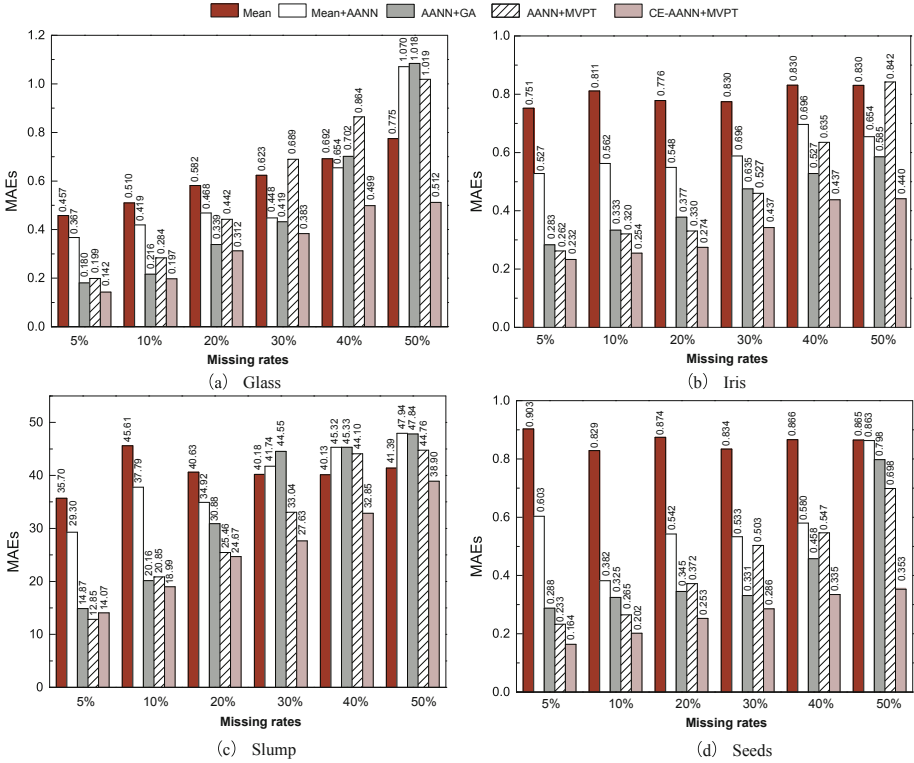 Mean Mean+AANN AANN+GA AANN+MVPT CE-AANN+MVPT
MAEs
1.2
1.0
0.8
0.6
0.4
0.2
0.0
0.457 0.367 0.180 0.199 0.142
0.510 0.419 0.216 0.284 0.197
0.582 0.468 0.339 0.442 0.312
0.623 0.448 0.419 0.689 0.383
0.692 0.654 0.702 0.864 0.499
0.775 1.070 1.018 1.019 0.512
5% 10% 20% 30% 40% 50%
Missing rates
(a) Glass
MAEs
1.0
0.8
0.6
0.4
0.2
0.0
0.751 0.527 0.283 0.262 0.232
0.811 0.562 0.333 0.320 0.254
0.776 0.548 0.377 0.330 0.274
0.830 0.696 0.635 0.527 0.437
0.830 0.696 0.527 0.635 0.437
0.830 0.654 0.585 0.842 0.440
5% 10% 20% 30% 40% 50%
Missing rates
(b) Iris
MAEs
50
40
30
20
10
0
35.70 29.30 14.87 12.85 14.07
45.61 37.79 20.16 20.85 18.99
40.63 34.92 30.88 25.46 24.67
40.18 41.74 44.55 33.04 27.63
40.13 45.32 45.33 44.10 32.85
41.39 47.94 47.84 44.76 38.90
5% 10% 20% 30% 40% 50%
Missing rates
(c) Slump
MAEs
1.0
0.8
0.6
0.4
0.2
0.0
0.903 0.603 0.288 0.233 0.164
0.829 0.382 0.325 0.265 0.202
0.874 0.542 0.345 0.372 0.253
0.834 0.533 0.331 0.503 0.286
0.866 0.580 0.458 0.547 0.335
0.865 0.863 0.798 0.698 0.353
5% 10% 20% 30% 40% 50%
Missing rates
(d) Seeds